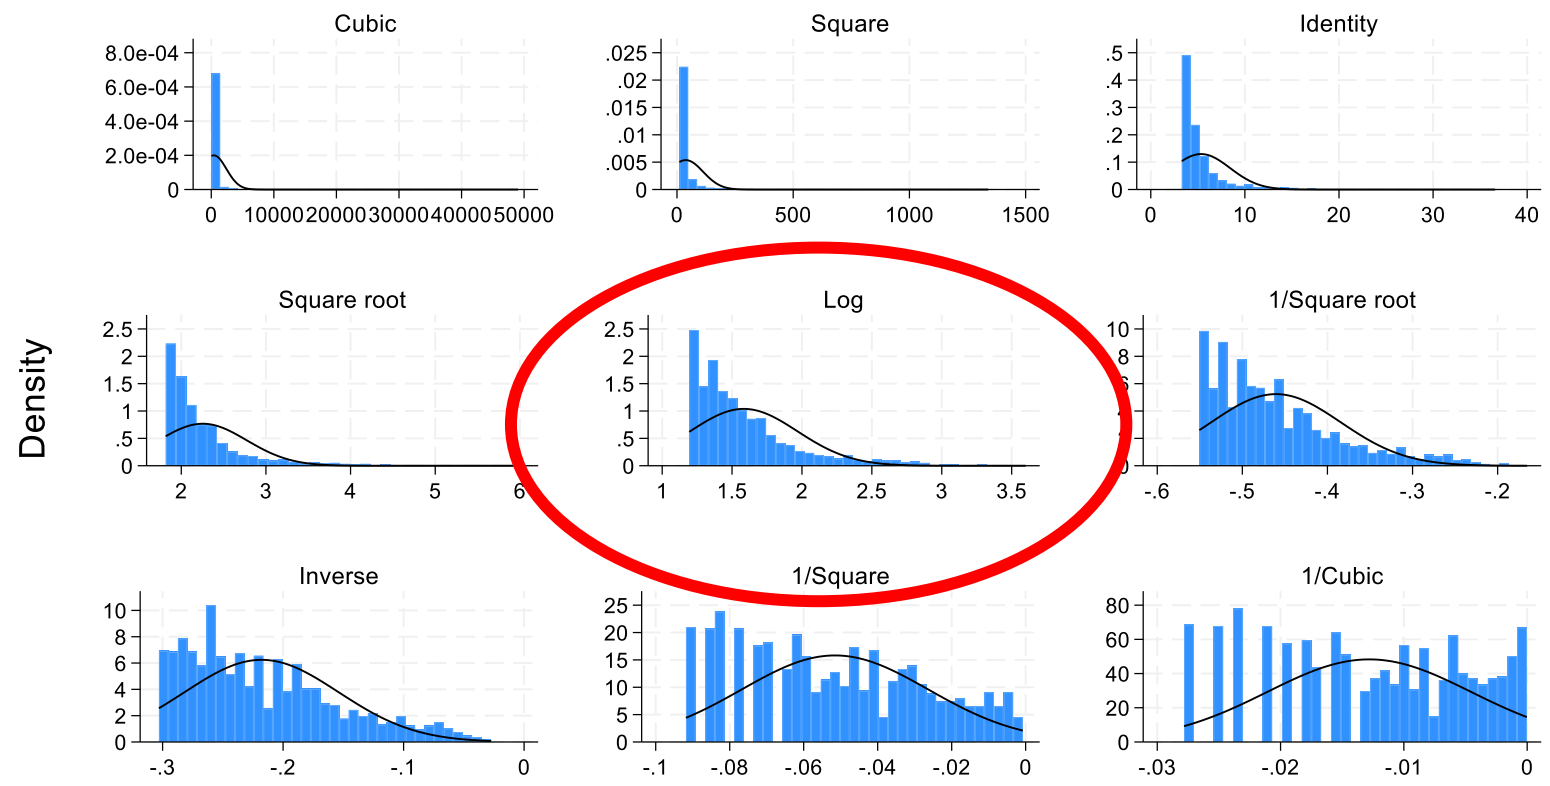 Cubic
Square
Identity
8.0e-04
6.0e-04
4.0e-04
2.0e-04
0
0 10000 20000 30000 40000 50000
.025
.02
.015
.01
.005
0
0 500 1000 1500
.5
.4
.3
.2
.1
0
0 10 20 30 40
Density
Square root
Log
1/Square root
2.5
2
1.5
1
.5
0
2 3 4 5 6
2.5
2
1.5
1
.5
0
1 1.5 2 2.5 3 3.5
10
8
6
4
0
-.6 -.5 -.4 -.3 -.2
Inverse
1/Square
1/Cubic
10
8
6
4
2
0
-.3 -.2 -.1 0
25
20
15
10
5
0
-.1 -.08 -.06 -.04 -.02 0
80
60
40
20
0
-.03 -.02 -.01 0